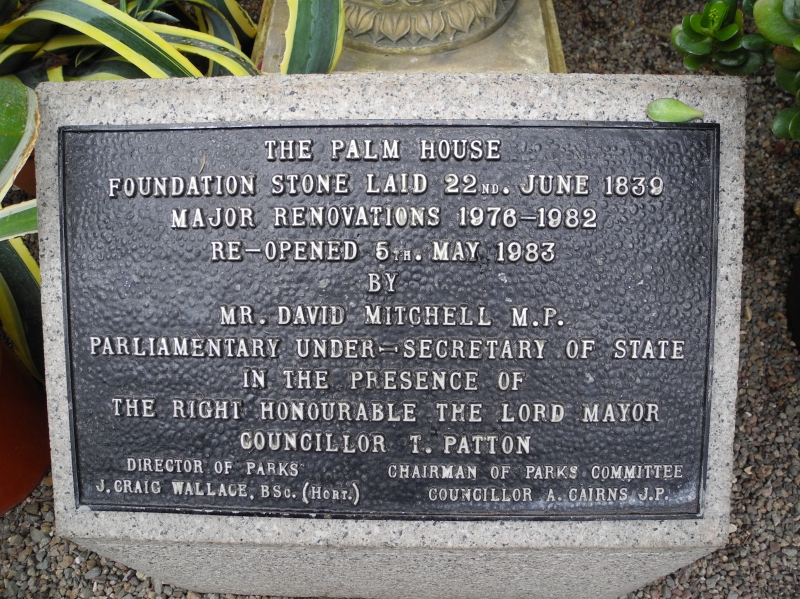 THE PALM HOUSE
FOUNDATION STONE LAID 22ND. JUNE 1839
MAJOR RENOVATIONS 1976-1982
RE-OPENED 5TH. MAY 1983
BY
MR. DAVID MITCHELL M.P.
PARLIAMENTARY UNDER-SECRETARY OF STATE
IN THE PRESENCE OF
THE RIGHT HONOURABLE THE LORD MAYOR
COUNCILLOR T. PATTON
DIRECTOR OF PARKS
J. CRAIG WALLACE, BSC. (HORT.)
CHAIRMAN OF PARKS COMMITTEE
COUNCILLOR A. CAIRNS J.P.